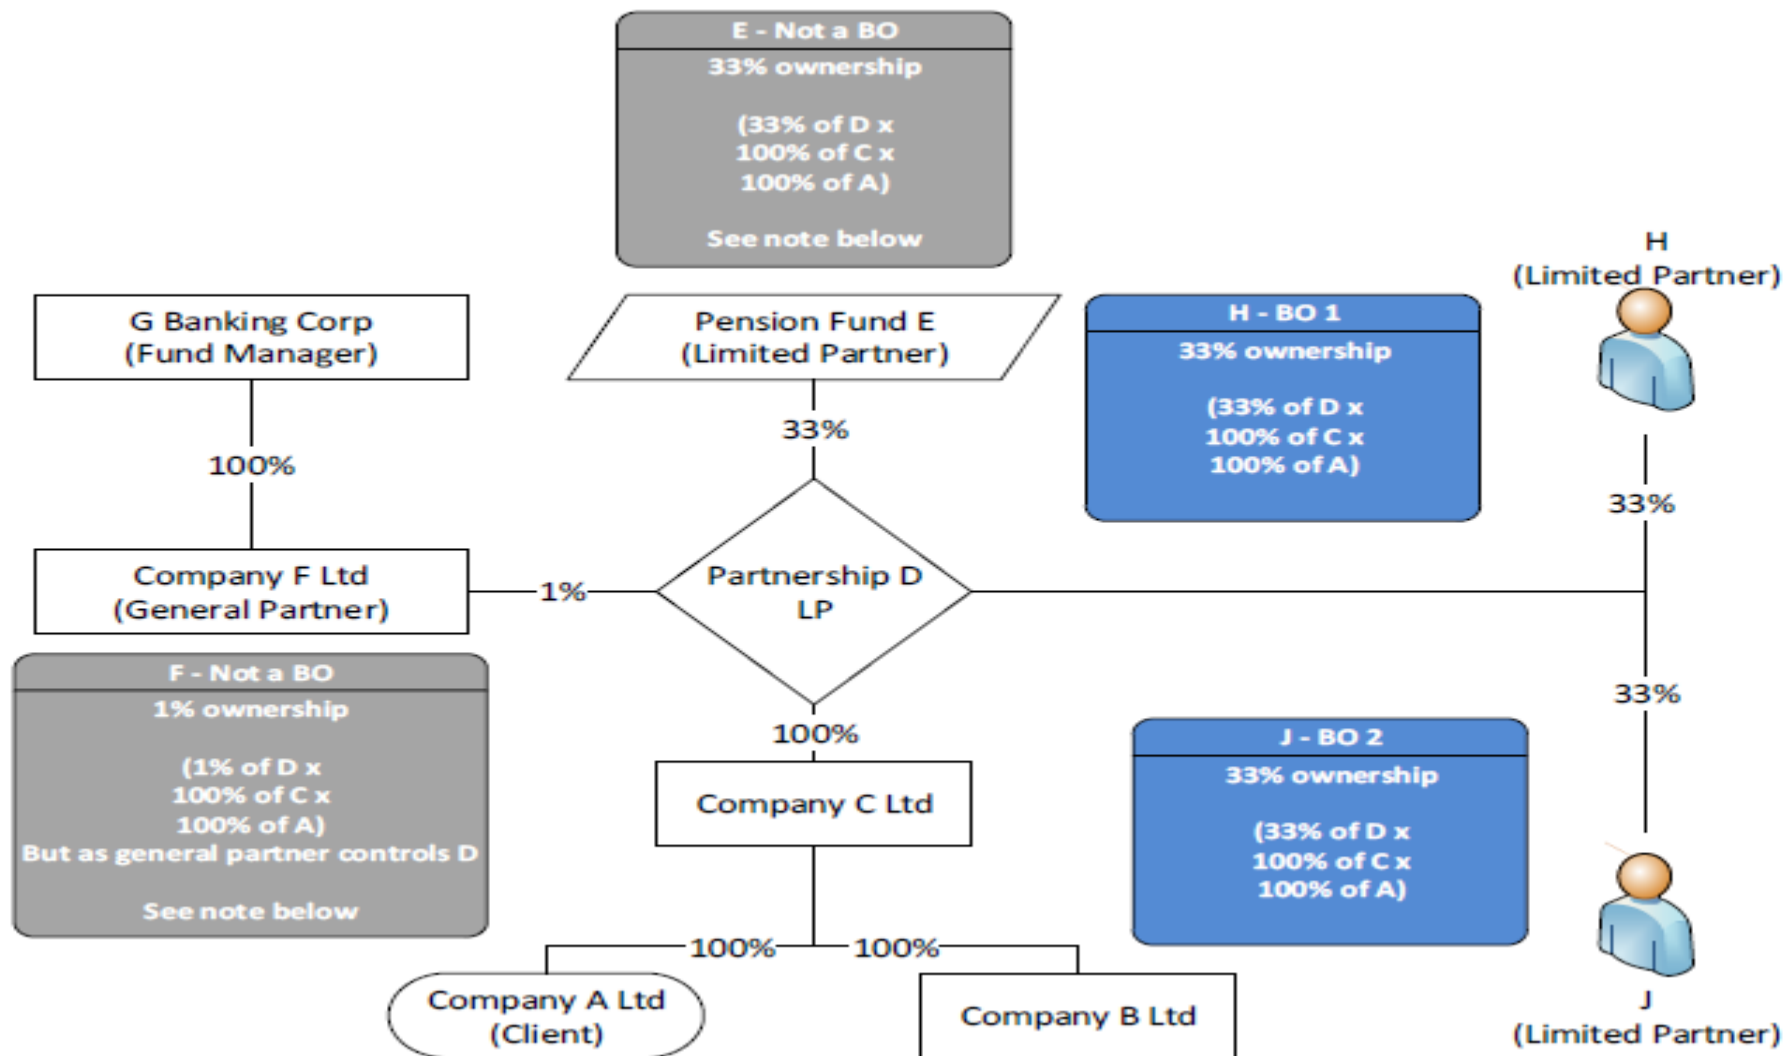 E - Not a BO
33% ownership
(33% of D x
100% of C x
100% of A)
See note below
H
(Limited Partner)
G Banking Corp
(Fund Manager)
Pension Fund E
(Limited Partner)
H - BO 1
33% ownership
(33% of D x
100% of C x
100% of A)
100%
33%
33%
Company F Ltd
(General Partner)
1%
Partnership D
LP
F - Not a BO
1% ownership
(1% of D x
100% of C x
100% of A)
But as general partner controls D
See note below
33%
100%
Company C Ltd
J - BO 2
33% ownership
(33% of D x
100% of C x
100% of A)
100%
100%
Company A Ltd
(Client)
Company B Ltd
J
(Limited Partner)